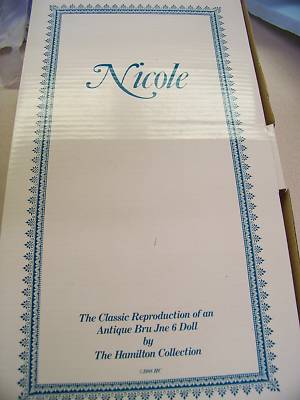 Nicole
The Classic Reproduction of an
Antique Bru Jne 6 Doll
by
The Hamilton Collection